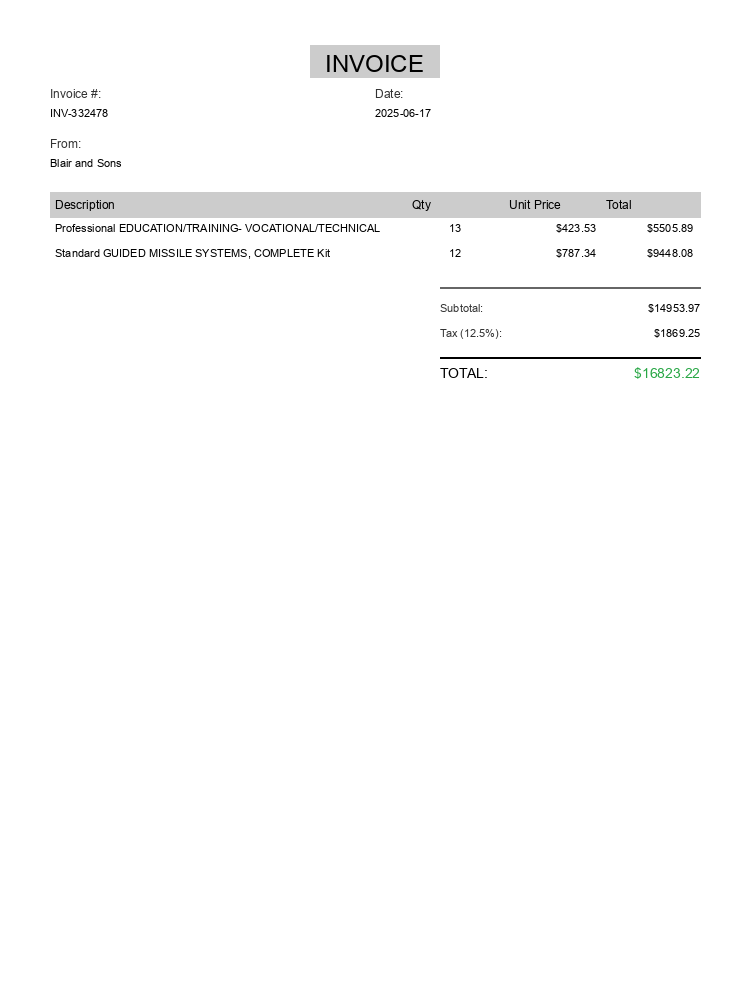 INVOICE
Invoice #: Date:
INV-332478 2025-06-17
From:
Blair and Sons
Description Qty Unit Price Total
Professional EDUCATION/TRAINING- VOCATIONAL/TECHNICAL 13 $423.53 $5505.89
Standard GUIDED MISSILE SYSTEMS, COMPLETE Kit 12 $787.34 $9448.08
Subtotal: $14953.97
Tax (12.5%): $1869.25
TOTAL: $16823.22